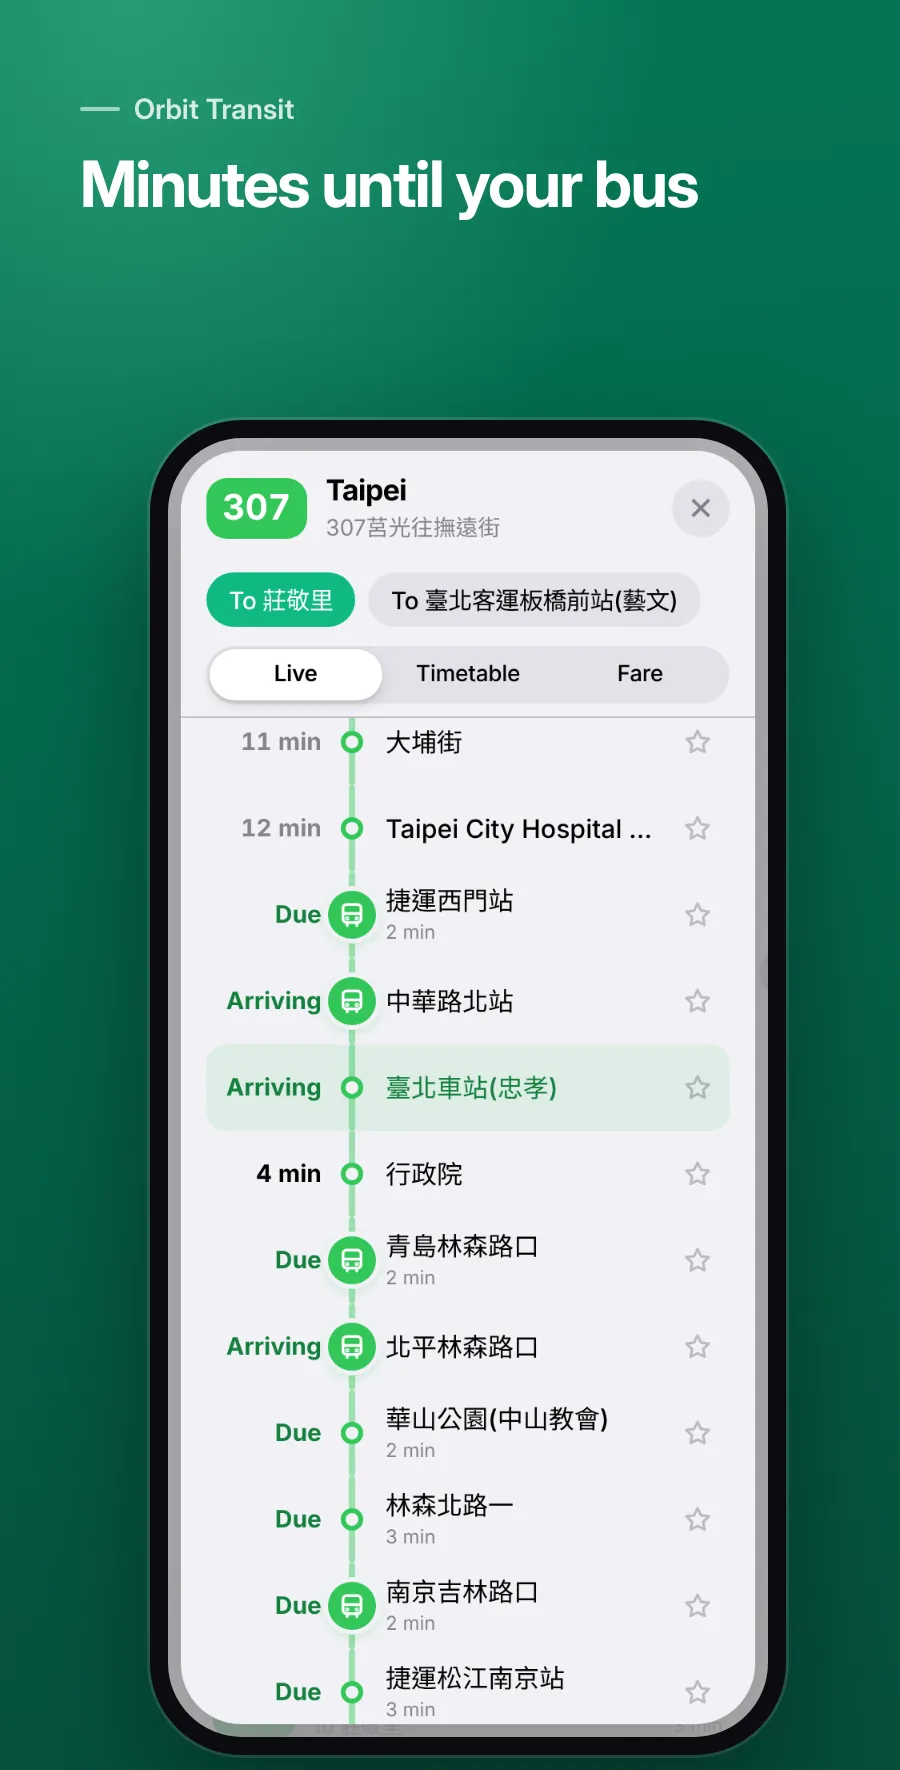 Orbit Transit
Minutes until your bus
307
Taipei
307莒光往撫遠街
To 莊敬里
To 臺北客運板橋前站(藝文)
Live
Timetable
Fare
11 min
大埔街
12 min
Taipei City Hospital ...
Due
捷運西門站
2 min
Arriving
中華路北站
Arriving
臺北車站(忠孝)
4 min
行政院
Due
青島林森路口
2 min
Arriving
北平林森路口
Due
華山公園(中山教會)
2 min
Due
林森北路一
3 min
Due
南京吉林路口
2 min
Due
捷運松江南京站
3 min
To 莊敬里
3 min